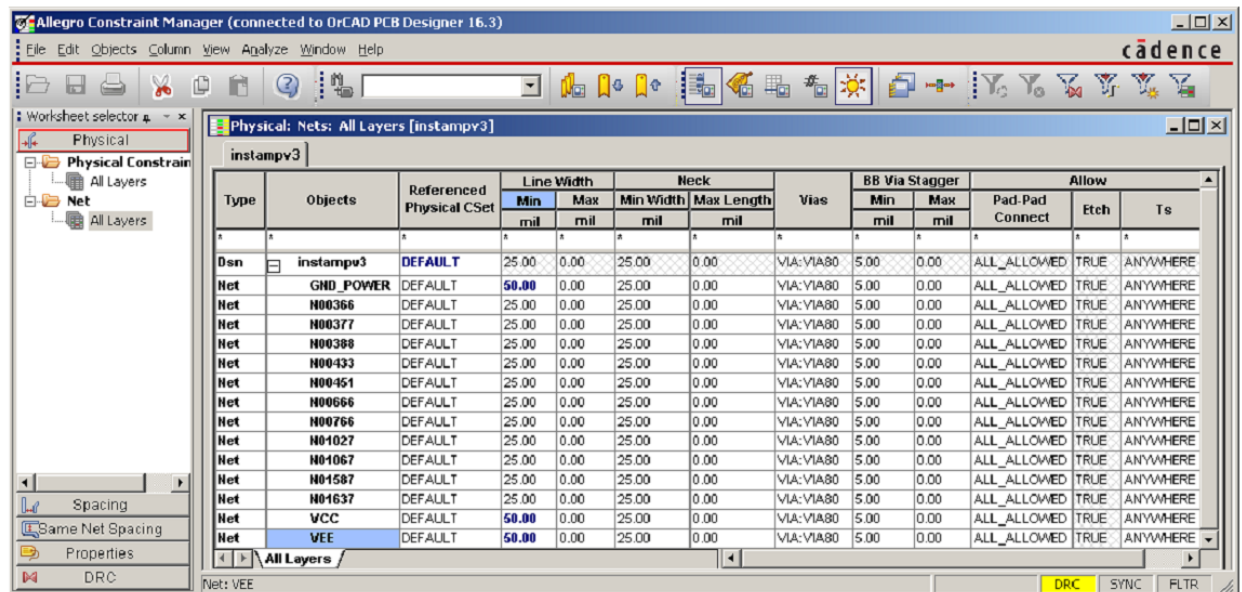 Allegro Constraint Manager (connected to OrCAD PCB Designer 16.3)
File Edit Objects Column View Analyze Window Help
cādence
Worksheet selector
Physical
Physical Constrain
All Layers
Net
All Layers
Spacing
Same Net Spacing
Properties
DRC
Physical: Nets: All Layers [instampv3]
instampv3
Type Objects Referenced Physical CSet Line Width Neck Vias BB Via Stagger Allow
Min Max Min Width Max Length Min Max Pad-Pad Connect Etch Ts
mil mil mil mil mil mil
* * * * * * * * * * * * *
Dsn instampv3 DEFAULT 25.00 0.00 25.00 0.00 VIA:VIA80 5.00 0.00 ALL_ALLOWED TRUE ANYWHERE
Net GND_POWER DEFAULT 50.00 0.00 25.00 0.00 VIA:VIA80 5.00 0.00 ALL_ALLOWED TRUE ANYWHERE
Net N00366 DEFAULT 25.00 0.00 25.00 0.00 VIA:VIA80 5.00 0.00 ALL_ALLOWED TRUE ANYWHERE
Net N00377 DEFAULT 25.00 0.00 25.00 0.00 VIA:VIA80 5.00 0.00 ALL_ALLOWED TRUE ANYWHERE
Net N00388 DEFAULT 25.00 0.00 25.00 0.00 VIA:VIA80 5.00 0.00 ALL_ALLOWED TRUE ANYWHERE
Net N00433 DEFAULT 25.00 0.00 25.00 0.00 VIA:VIA80 5.00 0.00 ALL_ALLOWED TRUE ANYWHERE
Net N00451 DEFAULT 25.00 0.00 25.00 0.00 VIA:VIA80 5.00 0.00 ALL_ALLOWED TRUE ANYWHERE
Net N00666 DEFAULT 25.00 0.00 25.00 0.00 VIA:VIA80 5.00 0.00 ALL_ALLOWED TRUE ANYWHERE
Net N00766 DEFAULT 25.00 0.00 25.00 0.00 VIA:VIA80 5.00 0.00 ALL_ALLOWED TRUE ANYWHERE
Net N01027 DEFAULT 25.00 0.00 25.00 0.00 VIA:VIA80 5.00 0.00 ALL_ALLOWED TRUE ANYWHERE
Net N01067 DEFAULT 25.00 0.00 25.00 0.00 VIA:VIA80 5.00 0.00 ALL_ALLOWED TRUE ANYWHERE
Net N01587 DEFAULT 25.00 0.00 25.00 0.00 VIA:VIA80 5.00 0.00 ALL_ALLOWED TRUE ANYWHERE
Net N01637 DEFAULT 25.00 0.00 25.00 0.00 VIA:VIA80 5.00 0.00 ALL_ALLOWED TRUE ANYWHERE
Net VCC DEFAULT 50.00 0.00 25.00 0.00 VIA:VIA80 5.00 0.00 ALL_ALLOWED TRUE ANYWHERE
Net VEE DEFAULT 50.00 0.00 25.00 0.00 VIA:VIA80 5.00 0.00 ALL_ALLOWED TRUE ANYWHERE
All Layers
Net: VEE DRC SYNC FLTR